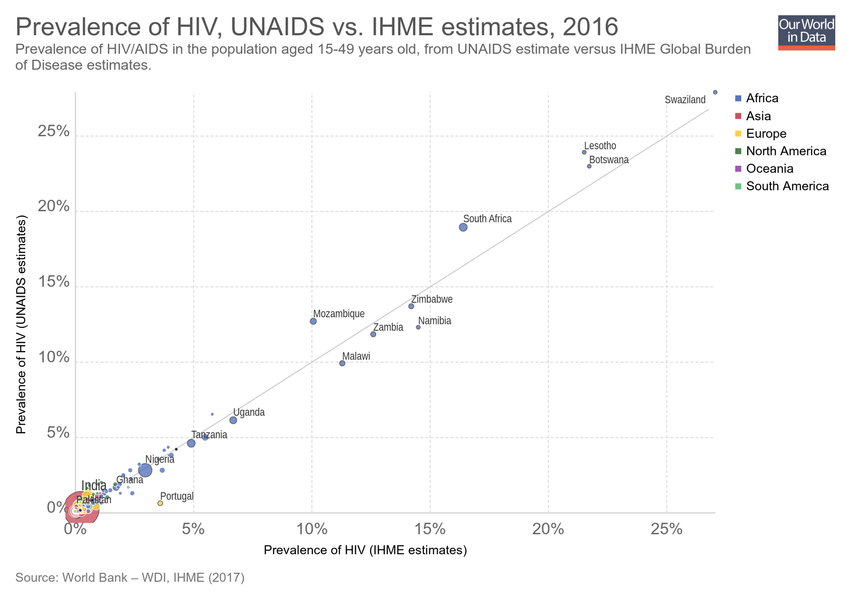 Prevalence of HIV, UNAIDS vs. IHME estimates, 2016
Our World
in Data
Prevalence of HIV/AIDS in the population aged 15-49 years old, from UNAIDS estimate versus IHME Global Burden
of Disease estimates.
Swaziland
Africa
Asia
Europe
North America
Oceania
South America
25%
Lesotho
Botswana
20%
South Africa
15%
Zimbabwe
Mozambique
Namibia
Zambia
10%
Malawi
Uganda
5%
Tanzania
Nigeria
Ghana
India
Pakistan
Portugal
0%
0%
5%
10%
15%
20%
25%
Prevalence of HIV (UNAIDS estimates)
Prevalence of HIV (IHME estimates)
Source: World Bank – WDI, IHME (2017)